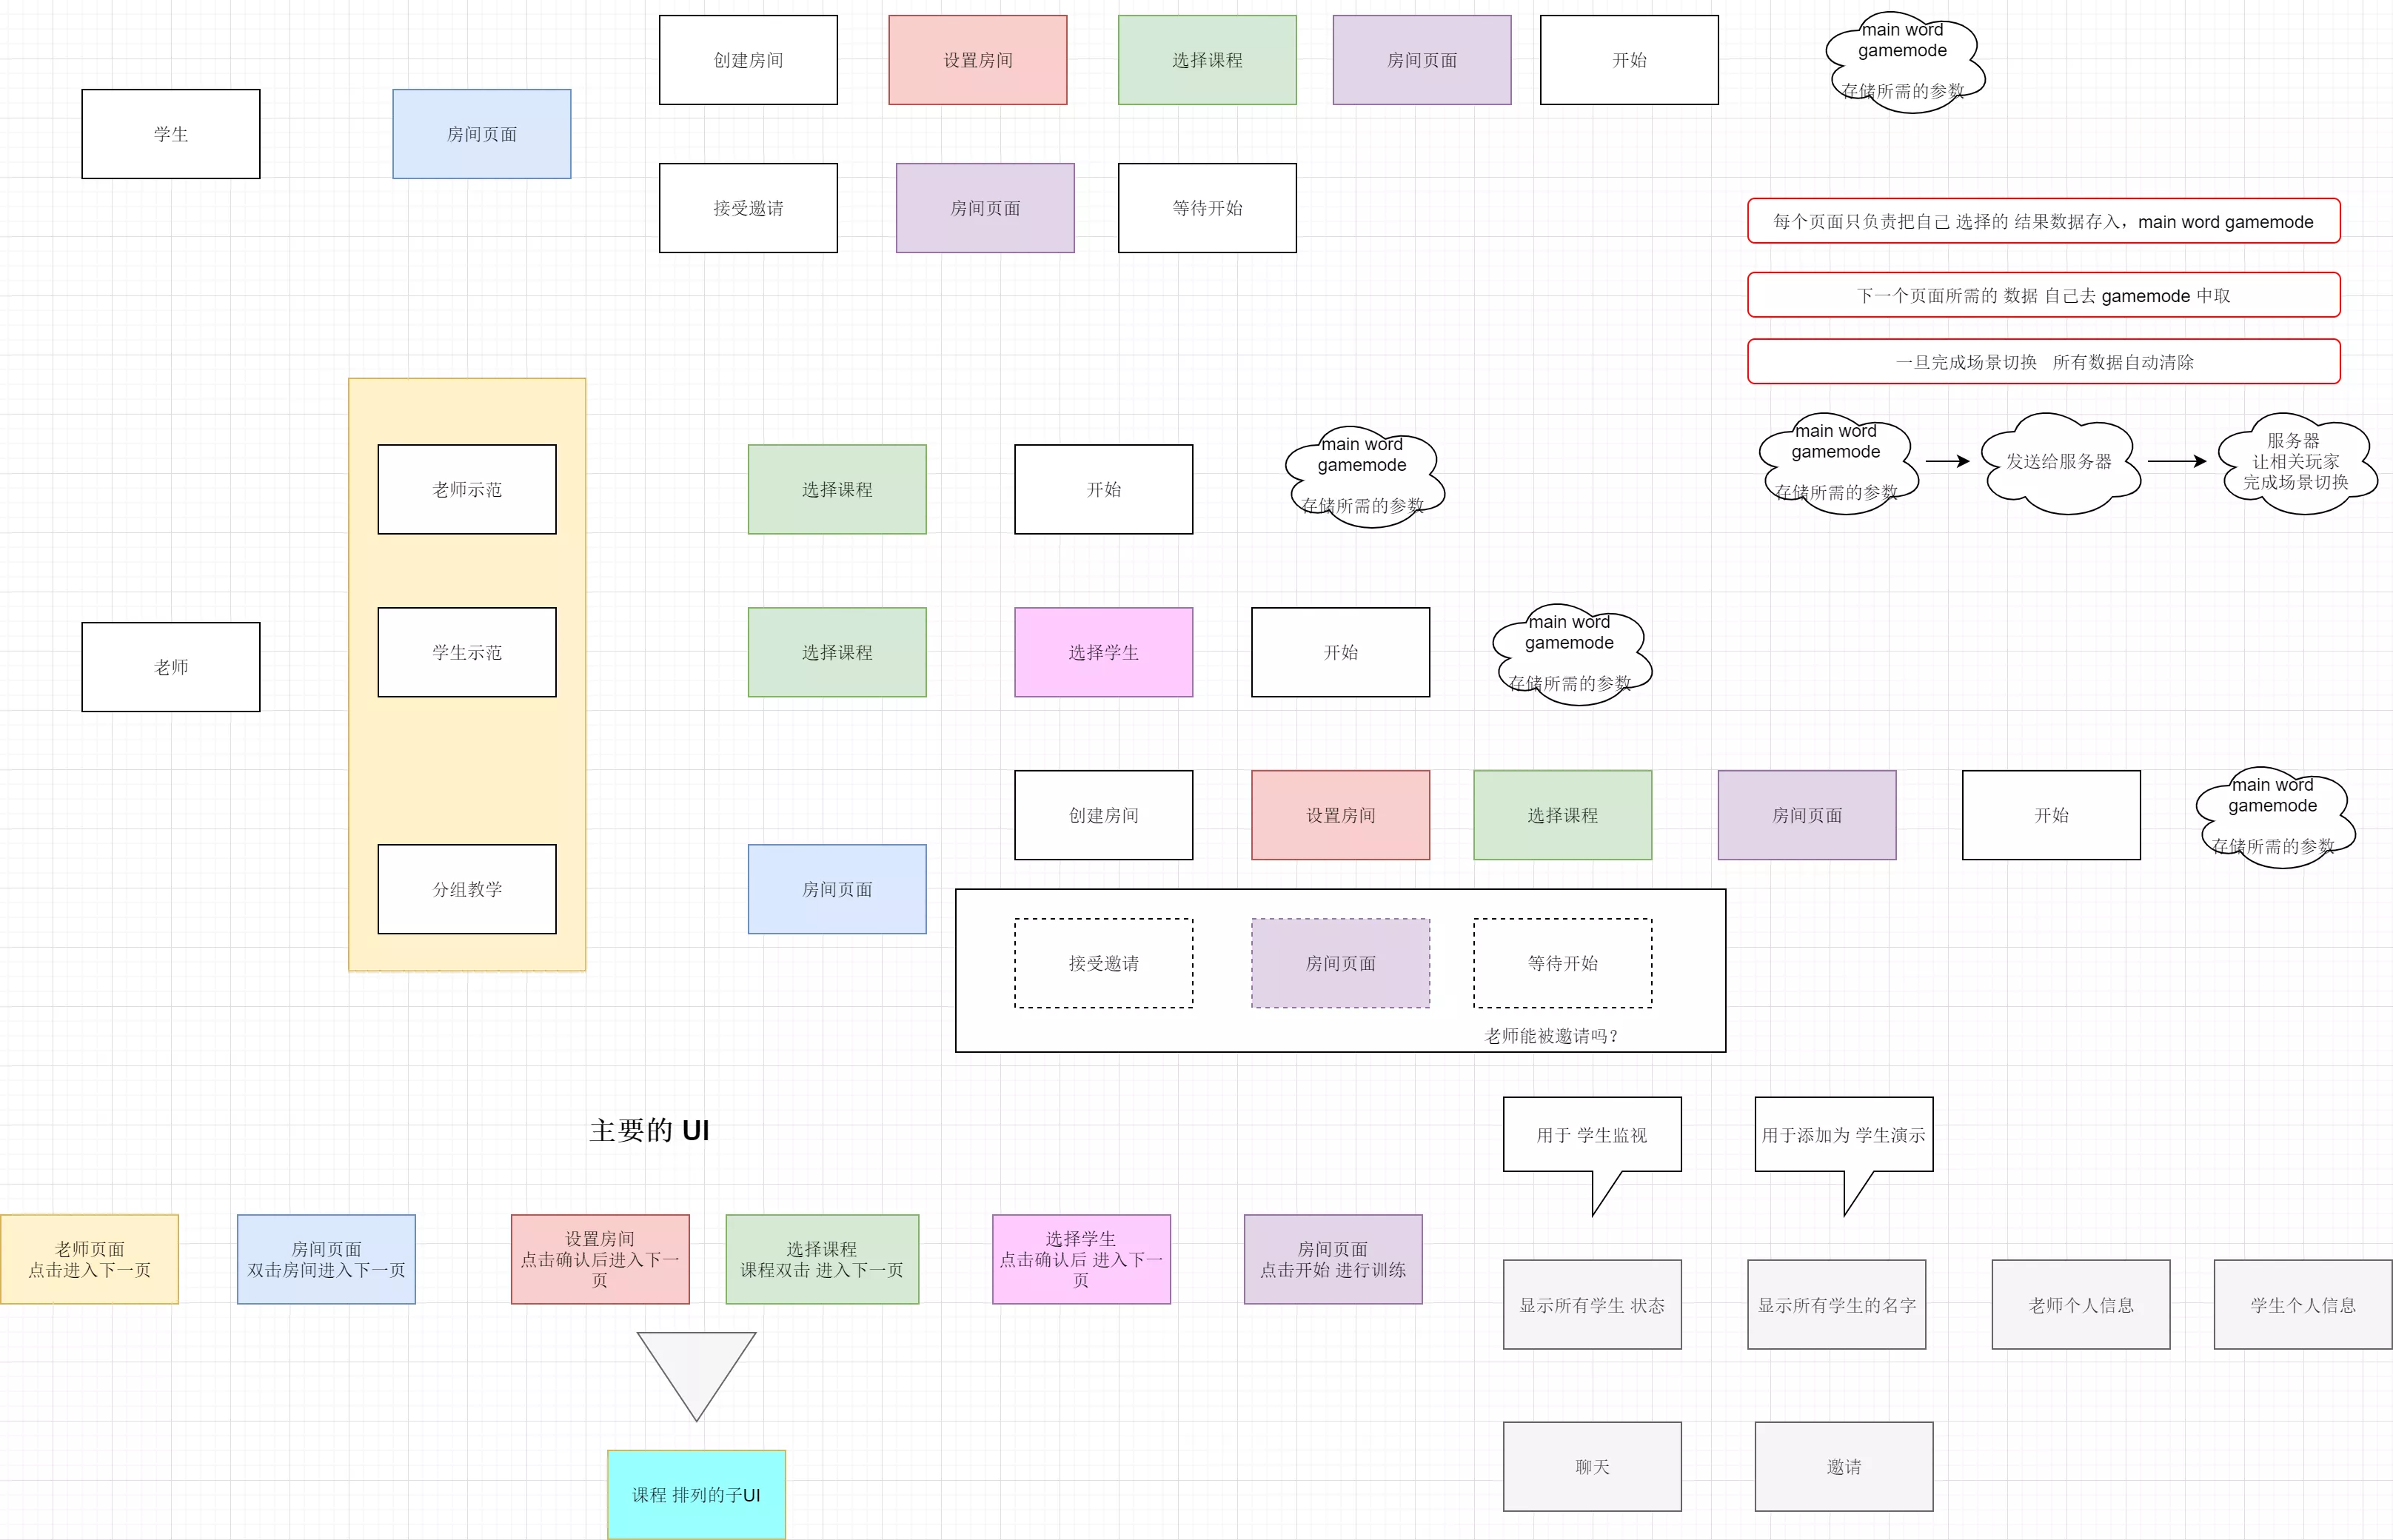 创建房间
设置房间
选择课程
房间页面
开始
main word
gamemode
存储所需的参数
学生
房间页面
接受邀请
房间页面
等待开始
每个页面只负责把自己 选择的 结果数据存入，main word gamemode
下一个页面所需的 数据 自己去 gamemode 中取
一旦完成场景切换 所有数据自动清除
main word
gamemode
存储所需的参数
发送给服务器
服务器
让相关玩家
完成场景切换
老师示范
选择课程
开始
main word
gamemode
存储所需的参数
老师
学生示范
选择课程
选择学生
开始
main word
gamemode
存储所需的参数
分组教学
房间页面
创建房间
设置房间
选择课程
房间页面
开始
main word
gamemode
存储所需的参数
接受邀请
房间页面
等待开始
老师能被邀请吗？
主要的 UI
用于 学生监视
用于添加为 学生演示
老师页面
点击进入下一页
房间页面
双击房间进入下一页
设置房间
点击确认后进入下一
页
选择课程
课程双击 进入下一页
选择学生
点击确认后 进入下一
页
房间页面
点击开始 进行训练
显示所有学生 状态
显示所有学生的名字
老师个人信息
学生个人信息
课程 排列的子UI
聊天
邀请